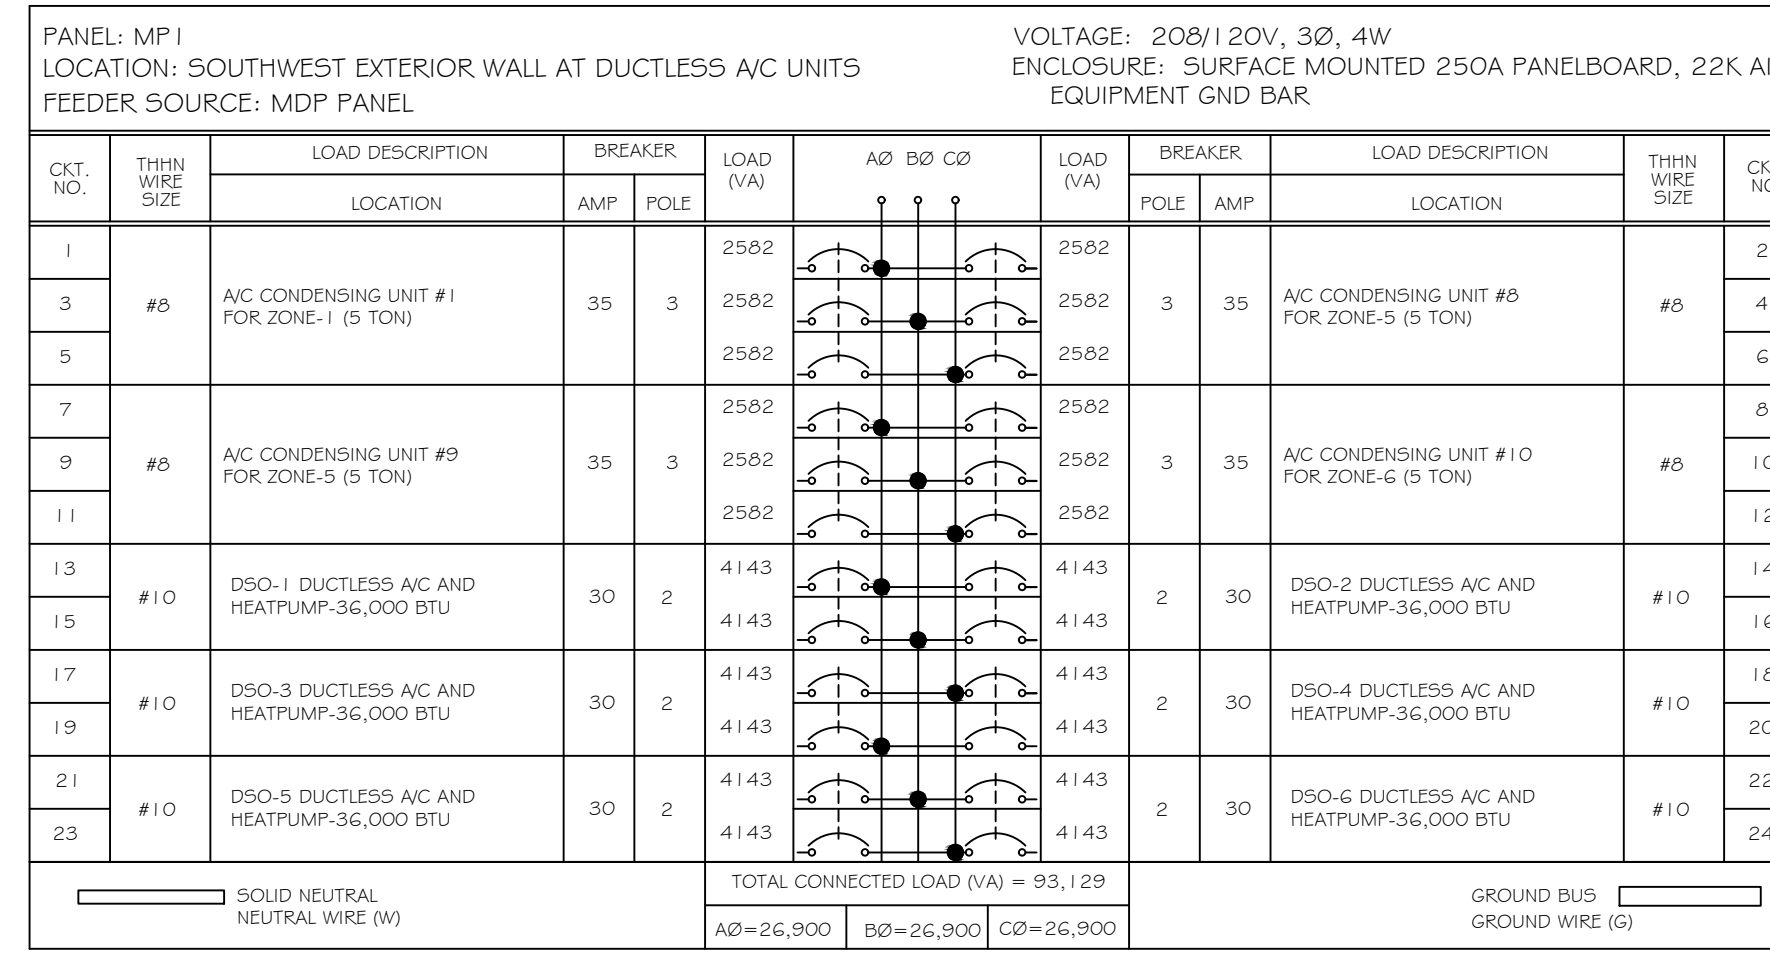 PANEL: MP1
LOCATION: SOUTHWEST EXTERIOR WALL AT DUCTLESS A/C UNITS
FEEDER SOURCE: MDP PANEL
VOLTAGE: 208/120V, 3Ø, 4W
ENCLOSURE: SURFACE MOUNTED 250A PANELBOARD, 22K
EQUIPMENT GND BAR
CKT. NO.
THHN WIRE SIZE
LOAD DESCRIPTION
LOCATION
BREAKER
AMP POLE
LOAD (VA)
AØ BØ CØ
LOAD (VA)
BREAKER
POLE AMP
LOAD DESCRIPTION
LOCATION
THHN WIRE SIZE
1 2582 2582 2
3 #8 A/C CONDENSING UNIT #1 35 3 2582 2582 3 35 A/C CONDENSING UNIT #8 #8 4
FOR ZONE-1 (5 TON) FOR ZONE-5 (5 TON)
5 2582 2582 6
7 2582 2582 8
9 #8 A/C CONDENSING UNIT #9 35 3 2582 2582 3 35 A/C CONDENSING UNIT #10 #8 10
FOR ZONE-5 (5 TON) FOR ZONE-6 (5 TON)
11 2582 2582 12
13 4143 4143 14
#10 DSO-1 DUCTLESS A/C AND 30 2 2 30 DSO-2 DUCTLESS A/C AND #10
HEATPUMP-36,000 BTU HEATPUMP-36,000 BTU
15 4143 4143 16
17 4143 4143 18
#10 DSO-3 DUCTLESS A/C AND 30 2 2 30 DSO-4 DUCTLESS A/C AND #10
HEATPUMP-36,000 BTU HEATPUMP-36,000 BTU
19 4143 4143 20
21 4143 4143 22
#10 DSO-5 DUCTLESS A/C AND 30 2 2 30 DSO-6 DUCTLESS A/C AND #10
HEATPUMP-36,000 BTU HEATPUMP-36,000 BTU
23 4143 4143 24
SOLID NEUTRAL
NEUTRAL WIRE (W)
TOTAL CONNECTED LOAD (VA) = 93,129
AØ=26,900 BØ=26,900 CØ=26,900
GROUND BUS
GROUND WIRE (G)